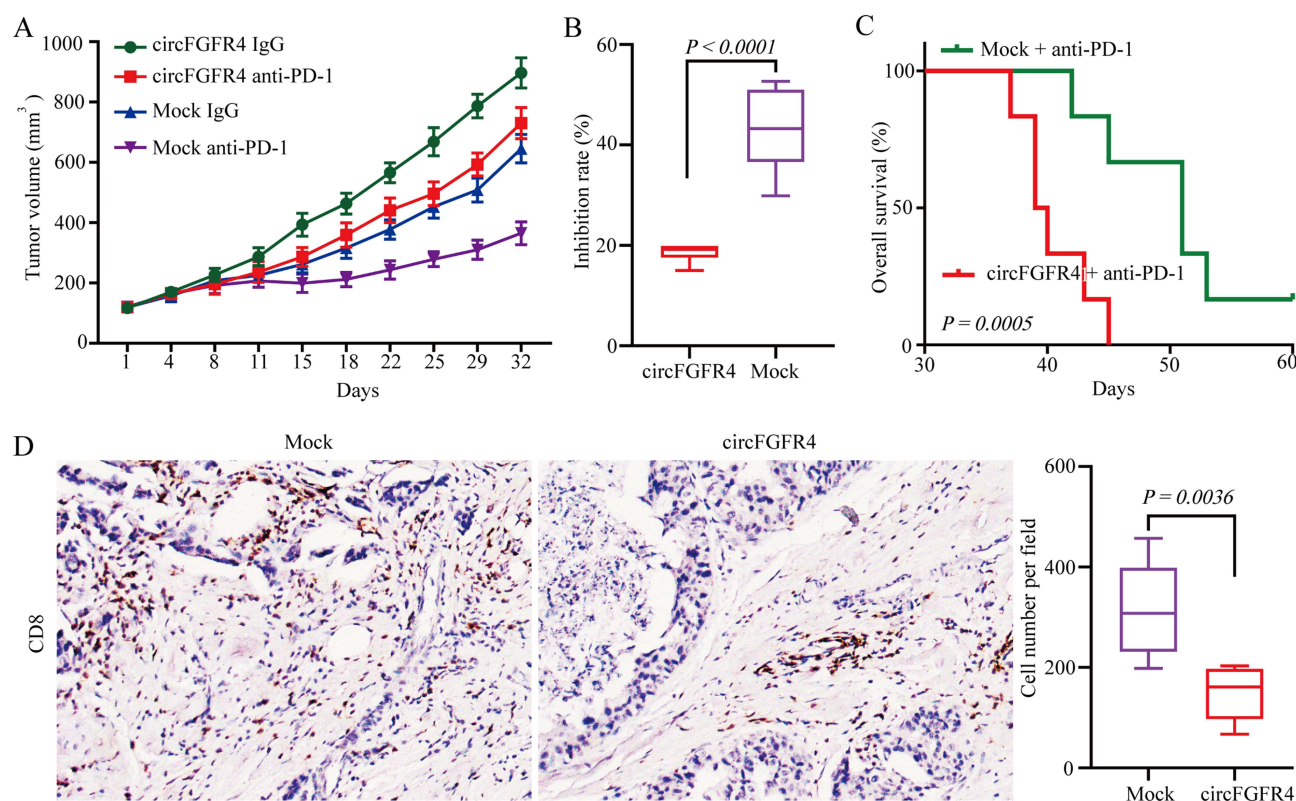 A
Tumor volume (mm³)
1000
800
600
400
200
0
circFGFR4 IgG
circFGFR4 anti-PD-1
Mock IgG
Mock anti-PD-1
1 4 8 11 15 18 22 25 29 32
Days
B
Inhibition rate (%)
60
40
20
0
P < 0.0001
circFGFR4 Mock
C
Overall survival (%)
100
50
0
Mock + anti-PD-1
circFGFR4 + anti-PD-1
P = 0.0005
30 40 50 60
Days
D
Mock
circFGFR4
CD8
Cell number per field
600
400
200
0
P = 0.0036
Mock circFGFR4